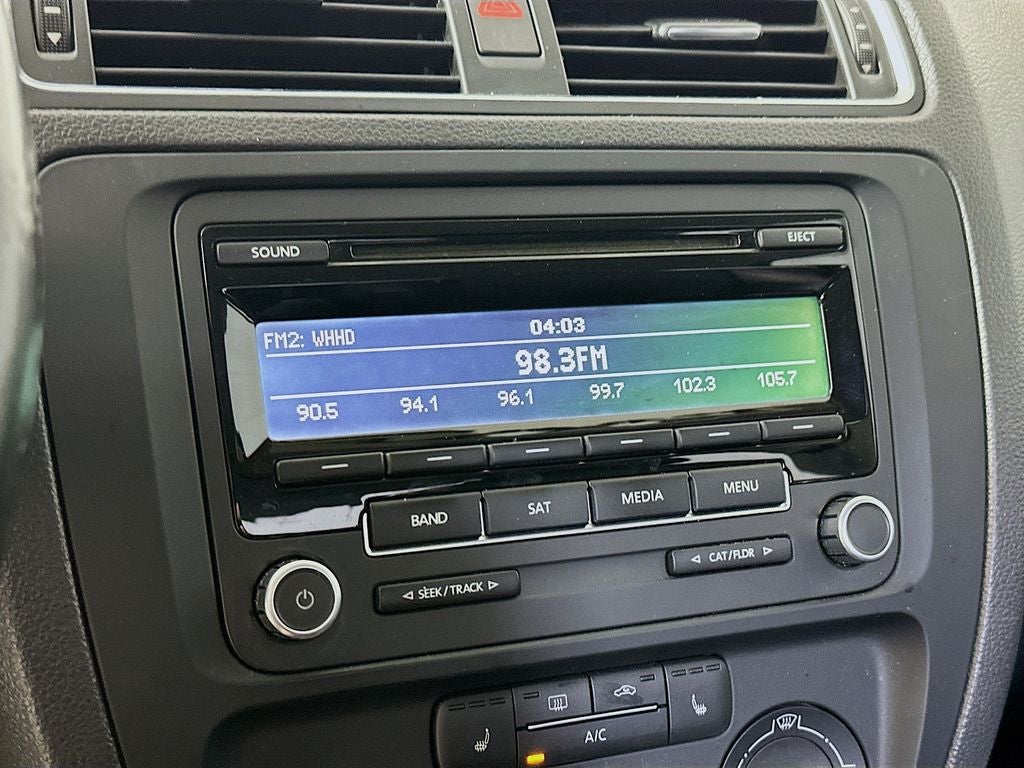 SOUND
EJECT
FM2: WHHD
04:03
98.3FM
90.5 94.1 96.1 99.7 102.3 105.7
BAND SAT MEDIA MENU
SEEK/TRACK
CAT/FLDR
A/C